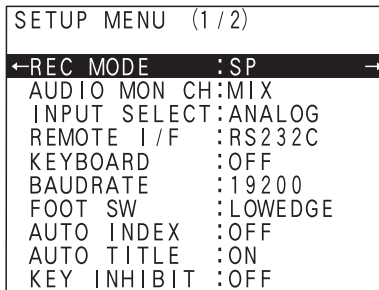 SETUP MENU (1/2)
←REC MODE :SP →
AUDIO MON CH:MIX
INPUT SELECT:ANALOG
REMOTE I/F :RS232C
KEYBOARD :OFF
BAUDRATE :19200
FOOT SW :LOWEDGE
AUTO INDEX :OFF
AUTO TITLE :ON
KEY INHIBIT :OFF